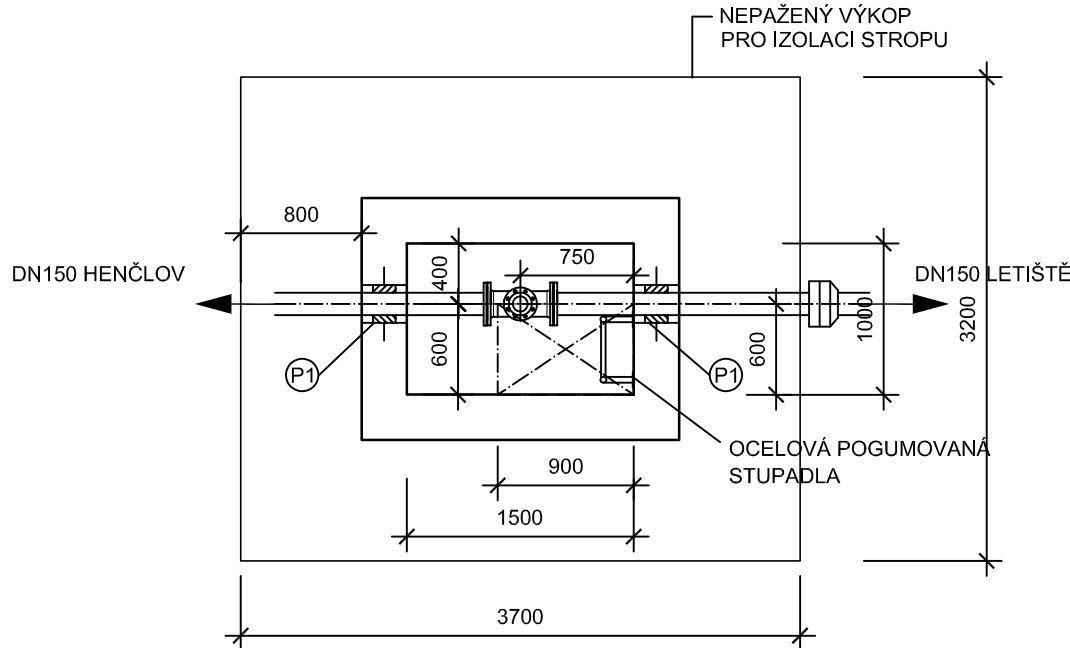 NEPAŽENÝ VÝKOP
PRO IZOLACI STROPU
800
750
400
DN150 HENČLOV
DN150 LETIŠTĚ
600
600
1000
3200
P1
P1
OCELOVÁ POGUMOVANÁ
STUPADLA
900
1500
3700